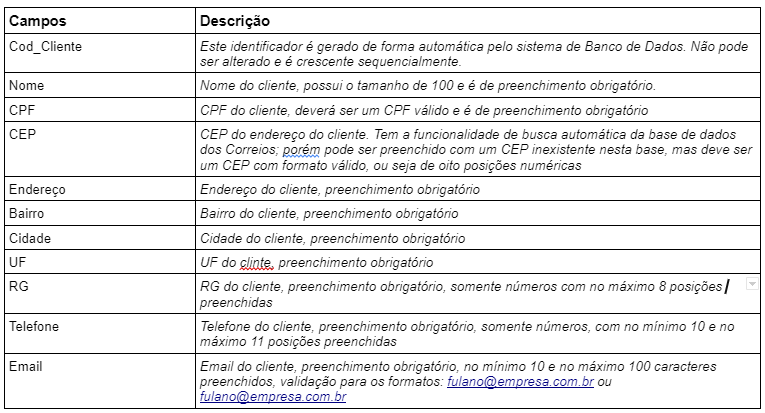 Campos Descrição
Cod_Cliente Este identificador é gerado de forma automática pelo sistema de Banco de Dados. Não pode
ser alterado e é crescente sequencialmente.
Nome Nome do cliente, possui o tamanho de 100 e é de preenchimento obrigatório.
CPF CPF do cliente, deverá ser um CPF válido e é de preenchimento obrigatório
CEP CEP do endereço do cliente. Tem a funcionalidade de busca automática da base de dados
dos Correios; porém pode ser preenchido com um CEP inexistente nesta base, mas deve ser
um CEP com formato válido, ou seja de oito posições numéricas
Endereço Endereço do cliente, preenchimento obrigatório
Bairro Bairro do cliente, preenchimento obrigatório
Cidade Cidade do cliente, preenchimento obrigatório
UF UF do clinte, preenchimento obrigatório
RG RG do cliente, preenchimento obrigatório, somente números com no máximo 8 posições
preenchidas
Telefone Telefone do cliente, preenchimento obrigatório, somente números, com no mínimo 10 e no
máximo 11 posições preenchidas
Email Email do cliente, preenchimento obrigatório, no mínimo 10 e no máximo 100 caracteres
preenchidos, validação para os formatos: fulano@empresa.com.br ou
fulano@empresa.com.br